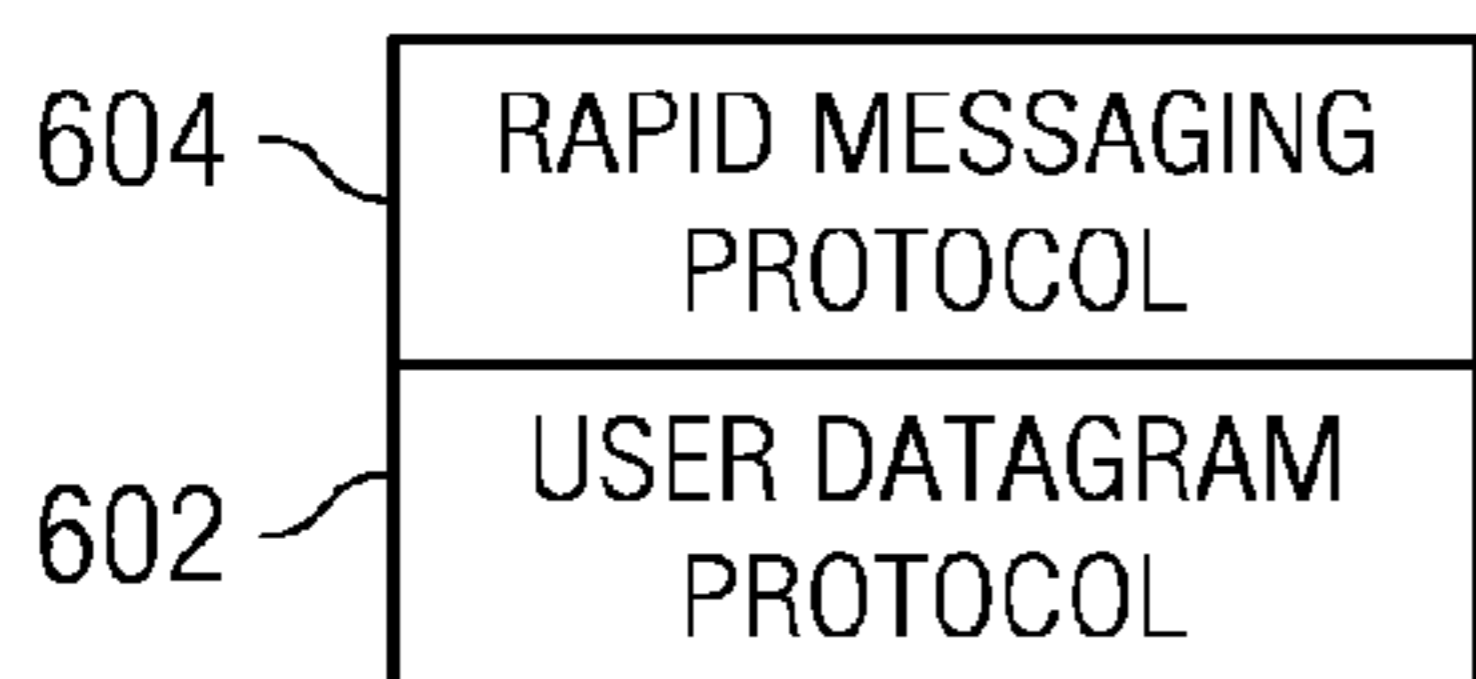 604
RAPID MESSAGING
PROTOCOL
602
USER DATAGRAM
PROTOCOL